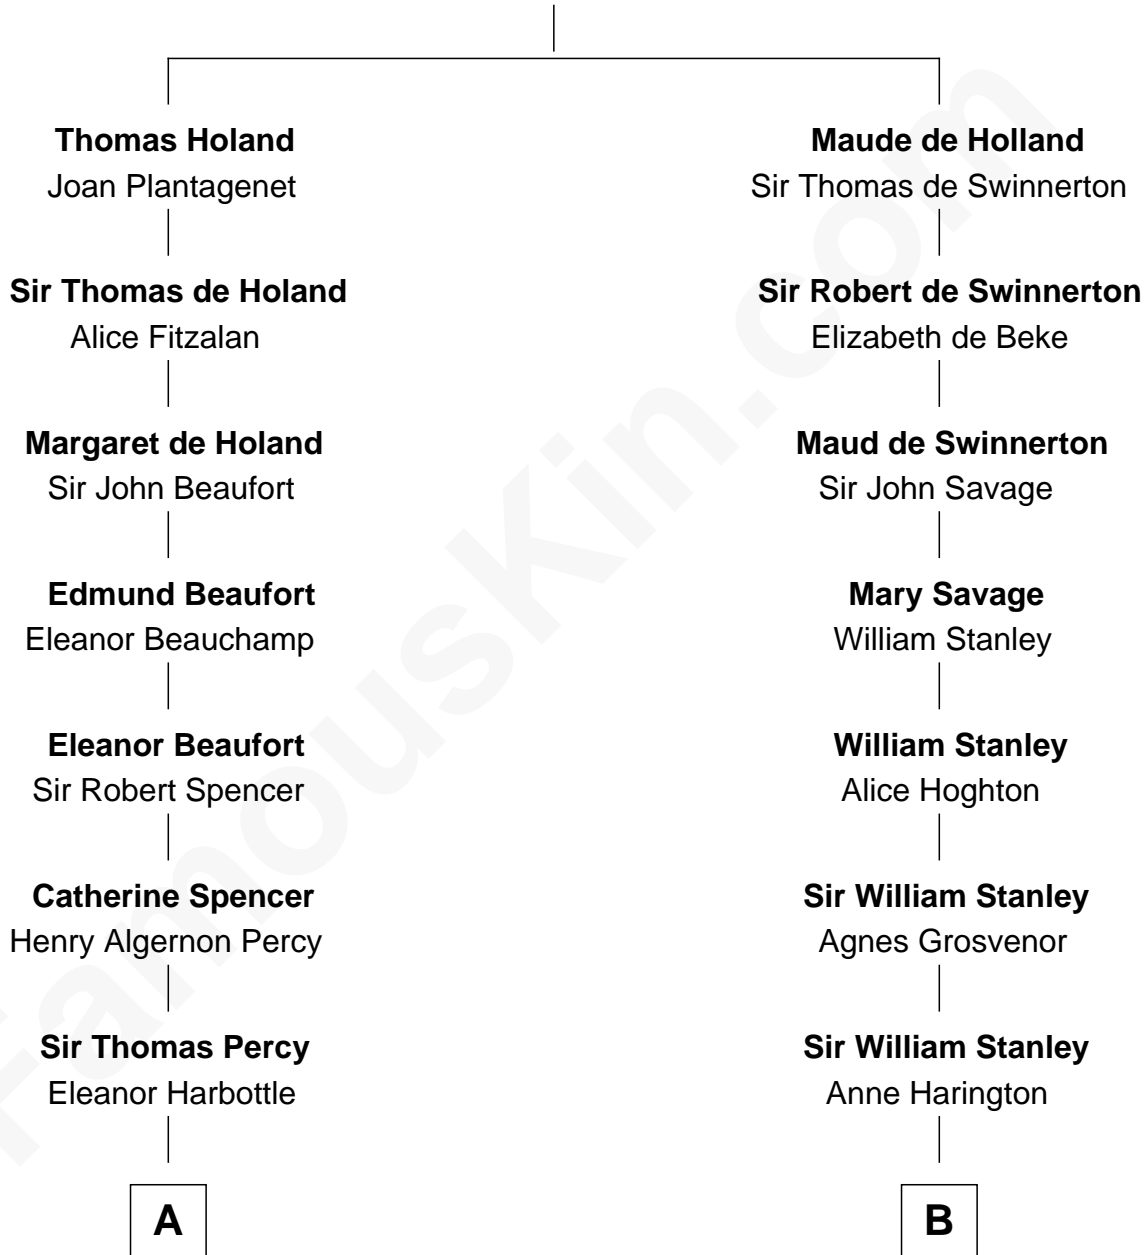 Thomas Holand
Joan Plantagenet
Sir Thomas de Holand
Alice Fitzalan
Margaret de Holand
Sir John Beaufort
Edmund Beaufort
Eleanor Beauchamp
Eleanor Beaufort
Sir Robert Spencer
Catherine Spencer
Henry Algernon Percy
Sir Thomas Percy
Eleanor Harbottle
A
Maude de Holland
Sir Thomas de Swinnerton
Sir Robert de Swinnerton
Elizabeth de Beke
Maud de Swinnerton
Sir John Savage
Mary Savage
William Stanley
William Stanley
Alice Hoghton
Sir William Stanley
Agnes Grosvenor
Sir William Stanley
Anne Harington
B
FamousKin.com